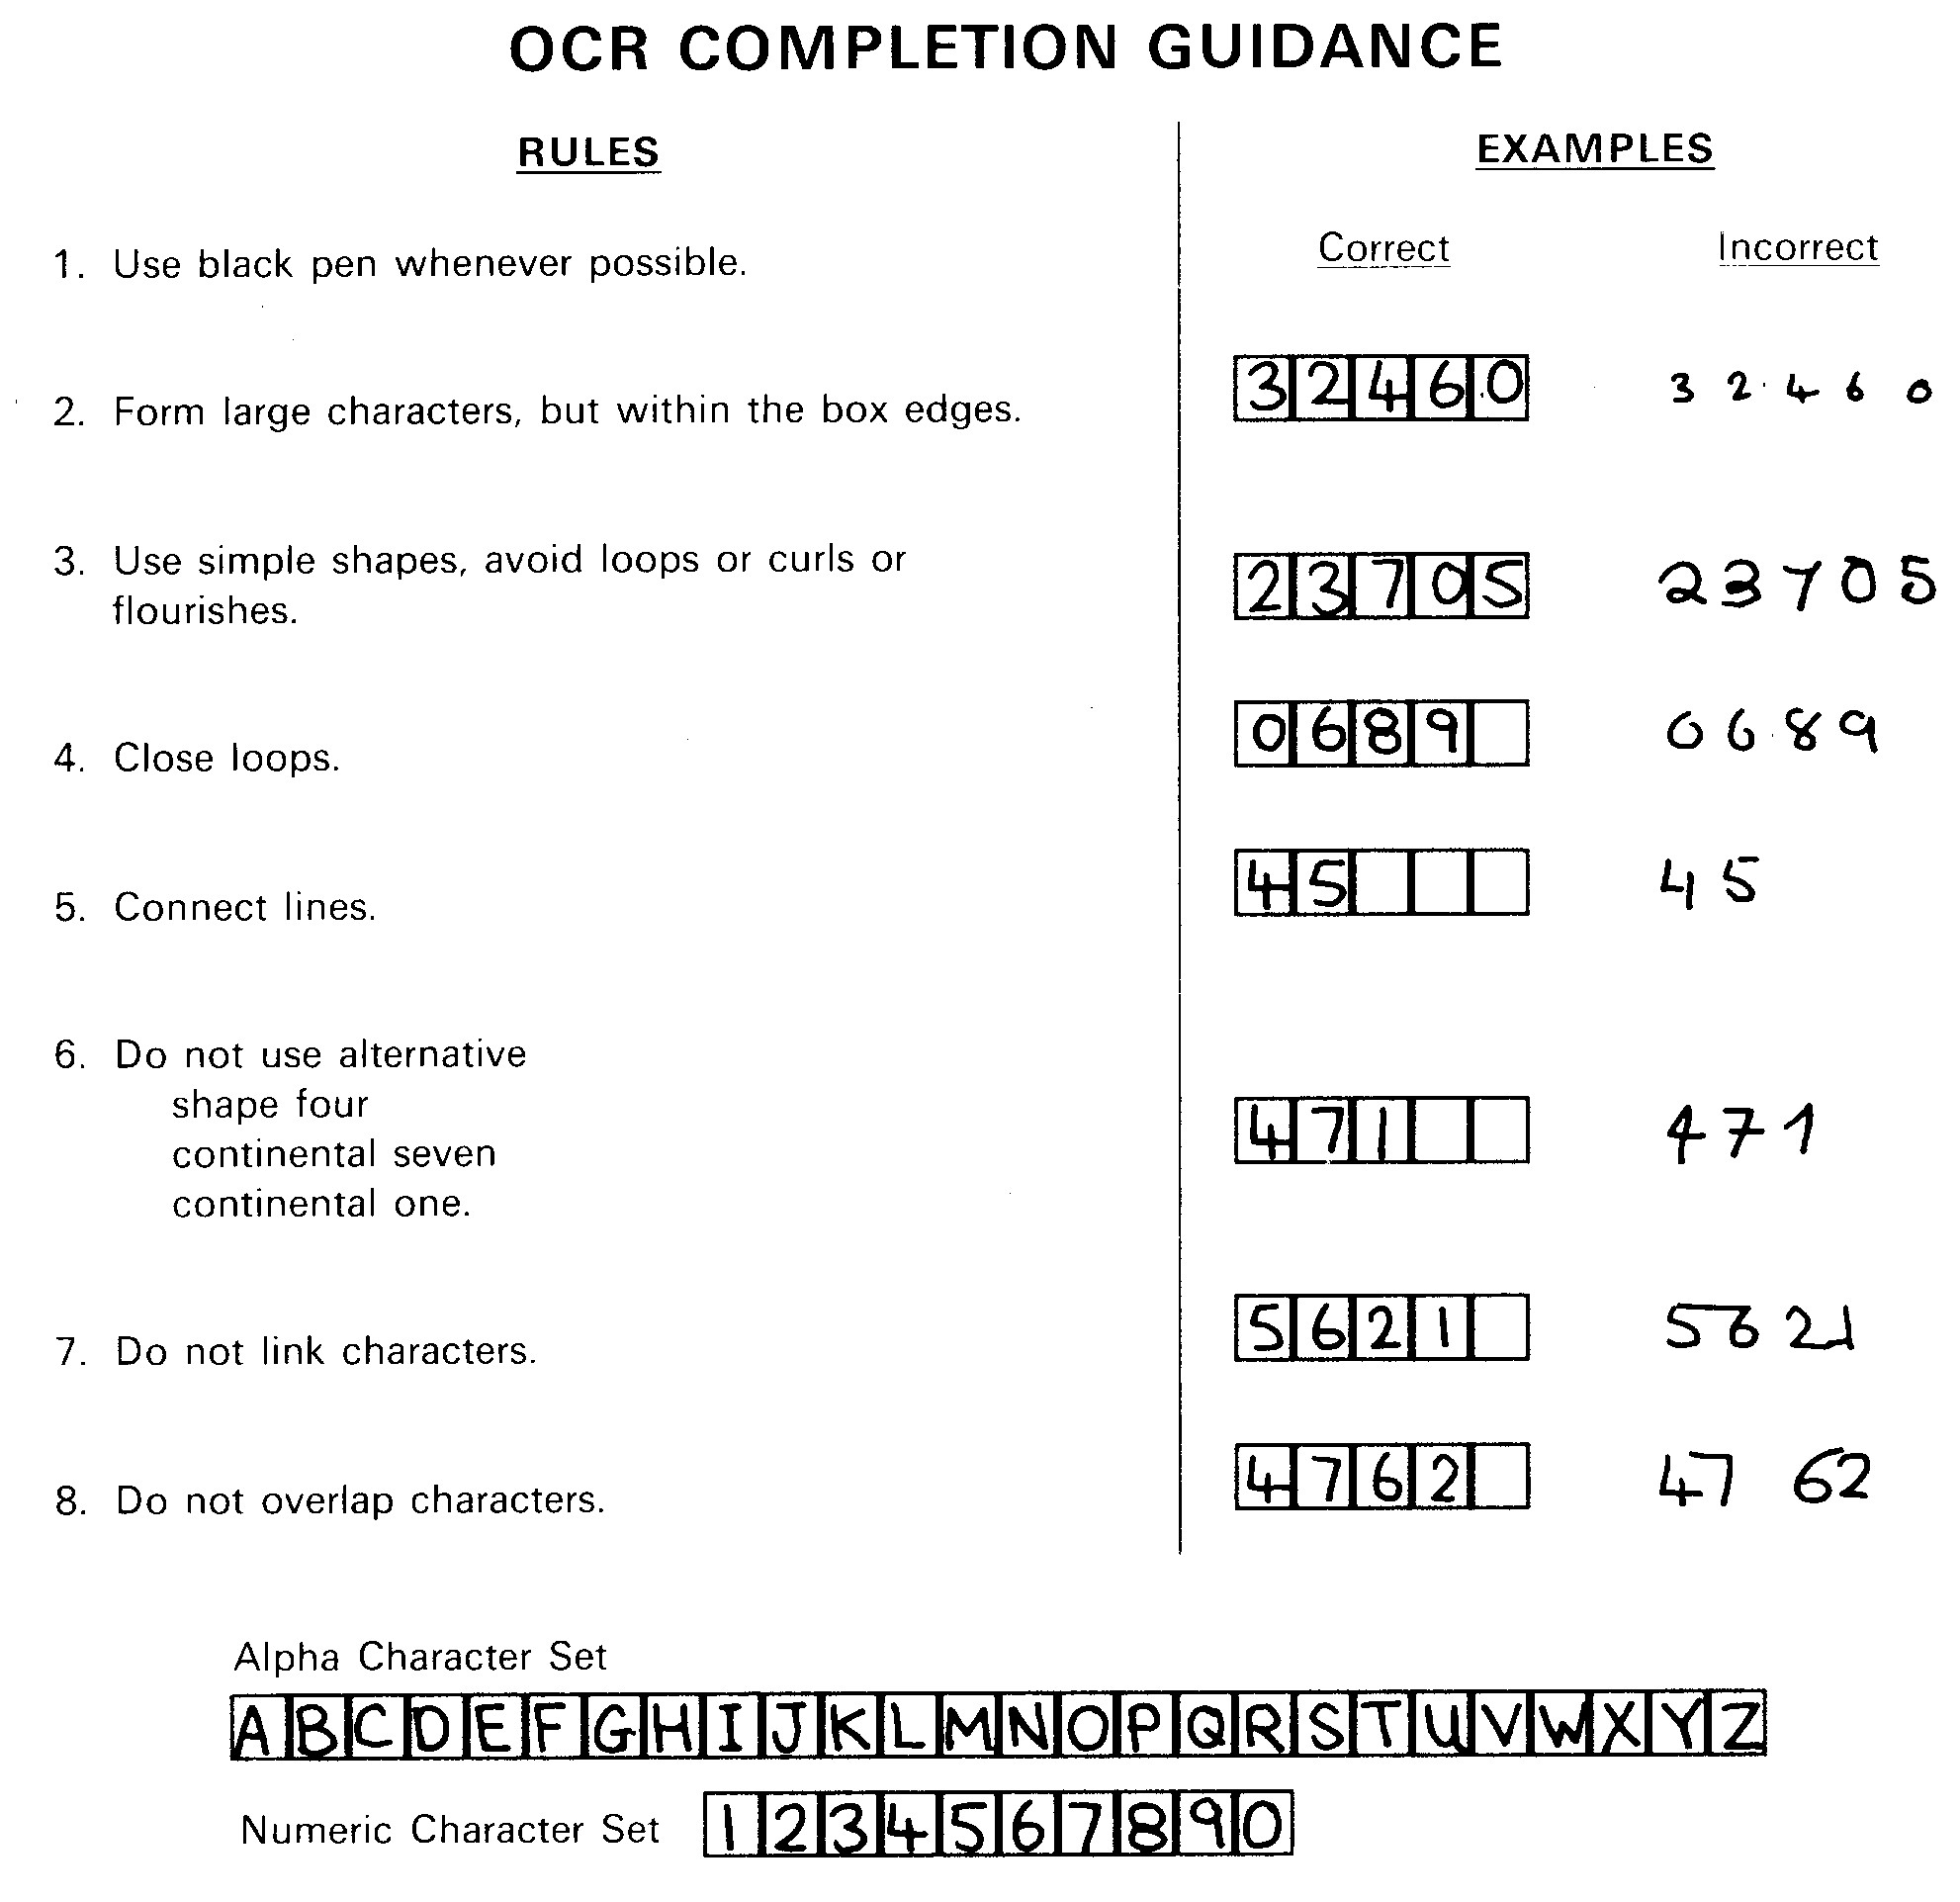 OCR COMPLETION GUIDANCE
RULES
EXAMPLES
Correct Incorrect
1. Use black pen whenever possible.
2. Form large characters, but within the box edges. 32460 32460
3. Use simple shapes, avoid loops or curls or 23705 23705
flourishes.
4. Close loops. 0689 0689
5. Connect lines. 45 45
6. Do not use alternative
shape four
continental seven 471 471
continental one.
7. Do not link characters. 5621 5621
8. Do not overlap characters. 4762 47 62
Alpha Character Set
ABCDEFGHIJKLMNOPQRSTUVWXYZ
Numeric Character Set 1234567890